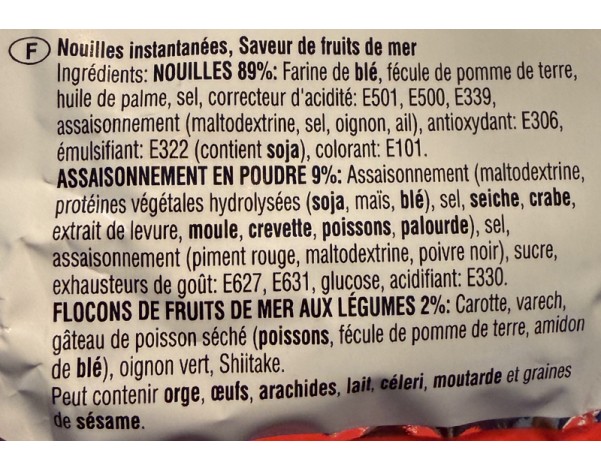 F Nouilles instantanées, Saveur de fruits de mer
Ingrédients: NOUILLES 89%: Farine de blé, fécule de pomme de terre,
huile de palme, sel, correcteur d'acidité: E501, E500, E339,
assaisonnement (maltodextrine, sel, oignon, ail), antioxydant: E306,
émulsifiant: E322 (contient soja), colorant: E101.
ASSAISONNEMENT EN POUDRE 9%: Assaisonnement (maltodextrine,
protéines végétales hydrolysées (soja, maïs, blé), sel, seiche, crabe,
extrait de levure, moule, crevette, poissons, palourde), sel,
assaisonnement (piment rouge, maltodextrine, poivre noir), sucre,
exhausteurs de goût: E627, E631, glucose, acidifiant: E330.
FLOCONS DE FRUITS DE MER AUX LÉGUMES 2%: Carotte, varech,
gâteau de poisson séché (poissons, fécule de pomme de terre, amidon
de blé), oignon vert, Shiitake.
Peut contenir orge, œufs, arachides, lait, céleri, moutarde et graines
de sésame.